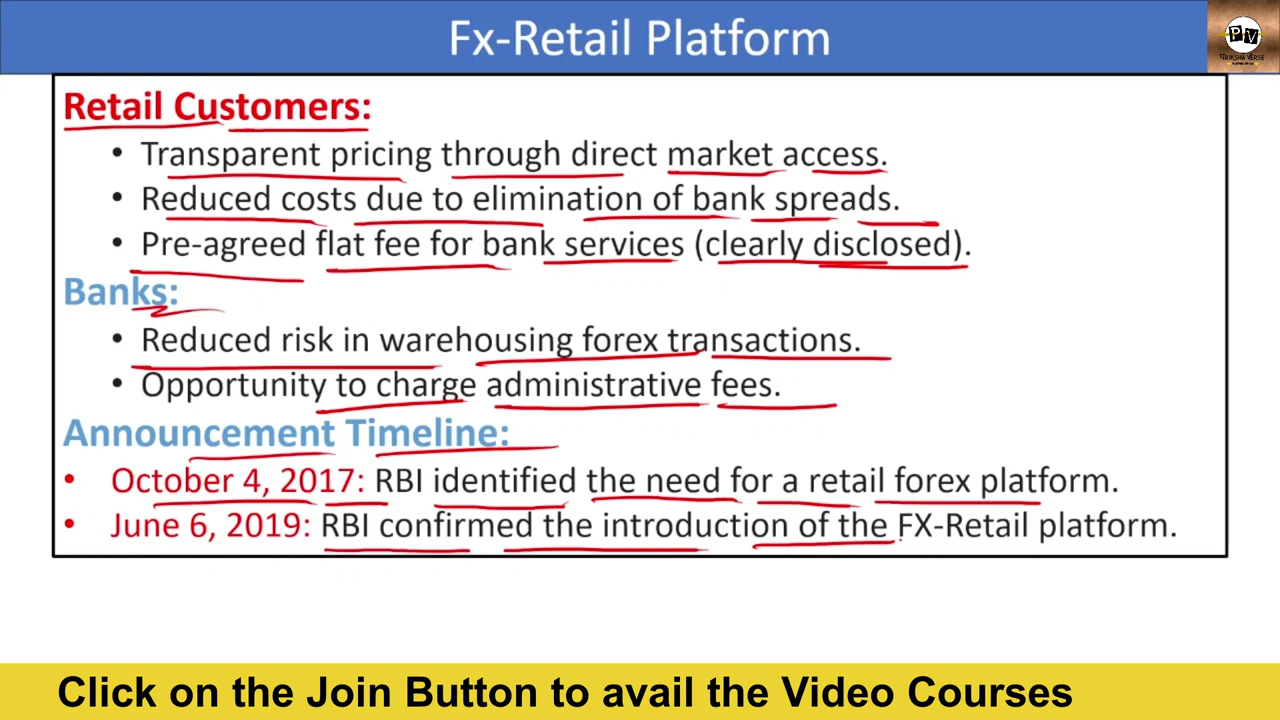 Fx-Retail Platform
PV
परीक्षा VERSE
Retail Customers:
• Transparent pricing through direct market access.
• Reduced costs due to elimination of bank spreads.
• Pre-agreed flat fee for bank services (clearly disclosed).
Banks:
• Reduced risk in warehousing forex transactions.
• Opportunity to charge administrative fees.
Announcement Timeline:
• October 4, 2017: RBI identified the need for a retail forex platform.
• June 6, 2019: RBI confirmed the introduction of the FX-Retail platform.
Click on the Join Button to avail the Video Courses